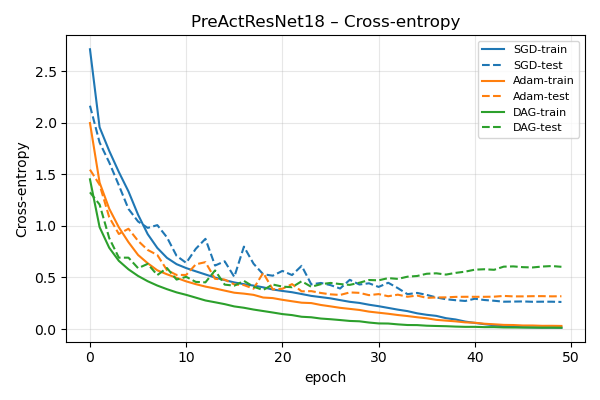 PreActResNet18 – Cross-entropy
Cross-entropy
2.5
2.0
1.5
1.0
0.5
0.0
0
10
20
30
40
50
epoch
SGD-train
SGD-test
Adam-train
Adam-test
DAG-train
DAG-test